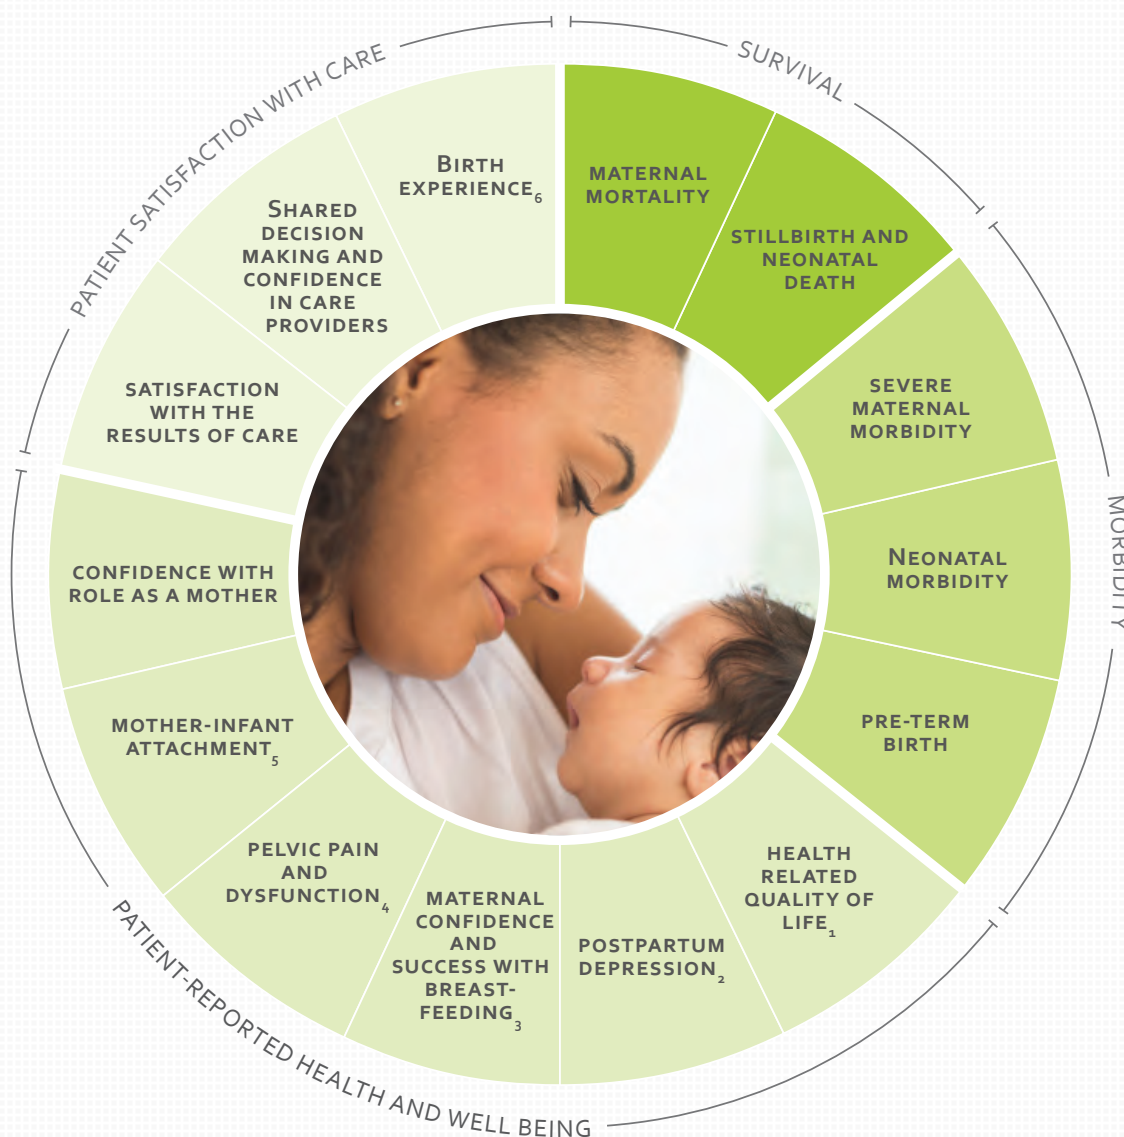 SURVIVAL
MATERNAL
MORTALITY
STILLBIRTH AND
NEONATAL
DEATH
MORBIDITY
SEVERE
MATERNAL
MORBIDITY
NEONATAL
MORBIDITY
PRE-TERM
BIRTH
PATIENT-REPORTED HEALTH AND WELL BEING
HEALTH
RELATED
QUALITY OF
LIFE1
POSTPARTUM
DEPRESSION2
MATERNAL
CONFIDENCE
AND
SUCCESS WITH
BREAST-
FEEDING3
PELVIC PAIN
AND
DYSFUNCTION4
MOTHER-INFANT
ATTACHMENT5
CONFIDENCE WITH
ROLE AS A MOTHER
PATIENT SATISFACTION WITH CARE
SATISFACTION
WITH THE
RESULTS OF CARE
SHARED
DECISION
MAKING AND
CONFIDENCE
IN CARE
PROVIDERS
BIRTH
EXPERIENCE6